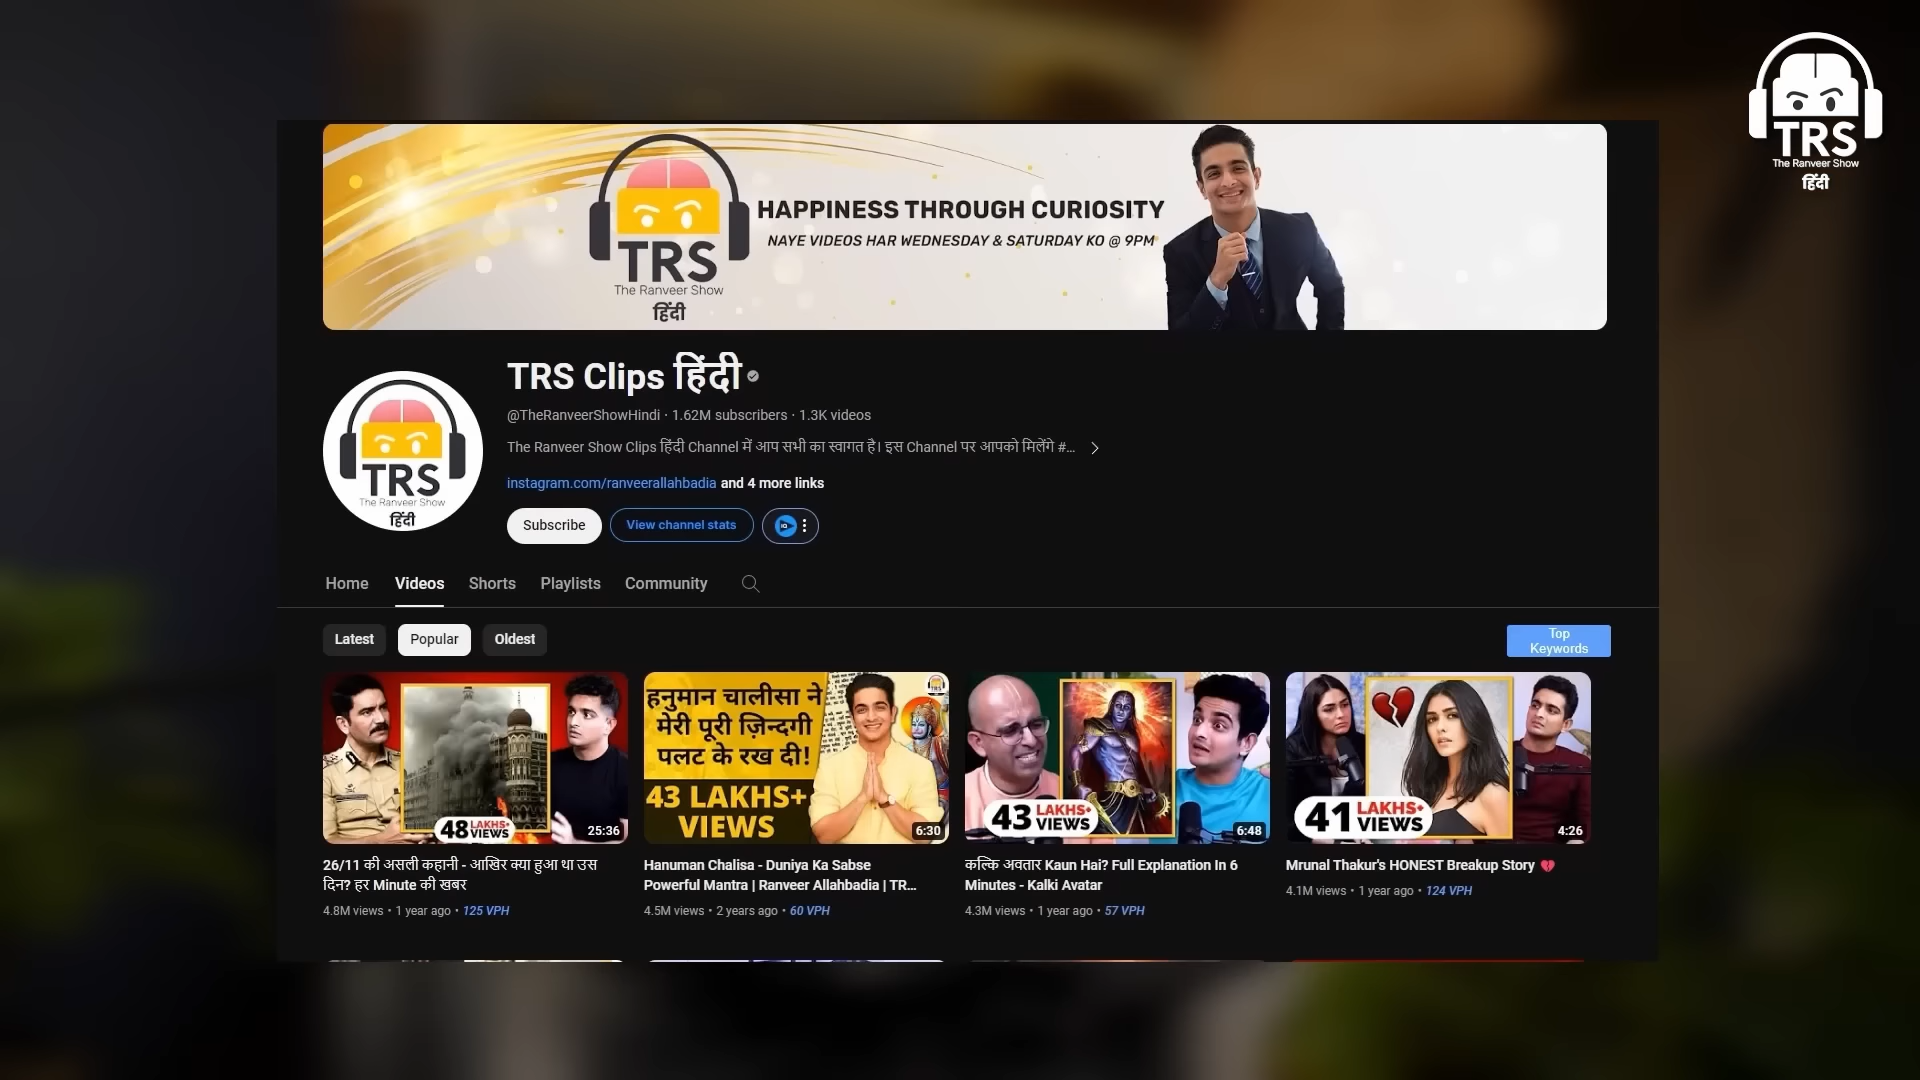 TRS
The Ranveer Show
हिंदी
TRS
The Ranveer Show
हिंदी
HAPPINESS THROUGH CURIOSITY
NAYE VIDEOS HAR WEDNESDAY & SATURDAY KO @ 9PM
TRS
The Ranveer Show
हिंदी
TRS Clips हिंदी
@TheRanveerShowHindi · 1.62M subscribers · 1.3K videos
The Ranveer Show Clips हिंदी Channel में आप सभी का स्वागत है। इस Channel पर आपको मिलेंगे #...
instagram.com/ranveerallahbadia and 4 more links
Subscribe
View channel stats
Home Videos Shorts Playlists Community
Latest Popular Oldest
Top
Keywords
48 LAKHS+
VIEWS
25:36
26/11 की असली कहानी - आखिर क्या हुआ था उस
दिन? हर Minute की खबर
4.8M views • 1 year ago • 125 VPH
हनुमान चालीसा ने
मेरी पूरी ज़िन्दगी
पलट के रख दी!
43 LAKHS+
VIEWS
6:30
Hanuman Chalisa - Duniya Ka Sabse
Powerful Mantra | Ranveer Allahbadia | TR...
4.5M views • 2 years ago • 60 VPH
43 LAKHS+
VIEWS
6:48
कल्कि अवतार Kaun Hai? Full Explanation In 6
Minutes - Kalki Avatar
4.3M views • 1 year ago • 57 VPH
41 LAKHS+
VIEWS
4:26
Mrunal Thakur's HONEST Breakup Story 💔
4.1M views • 1 year ago • 124 VPH